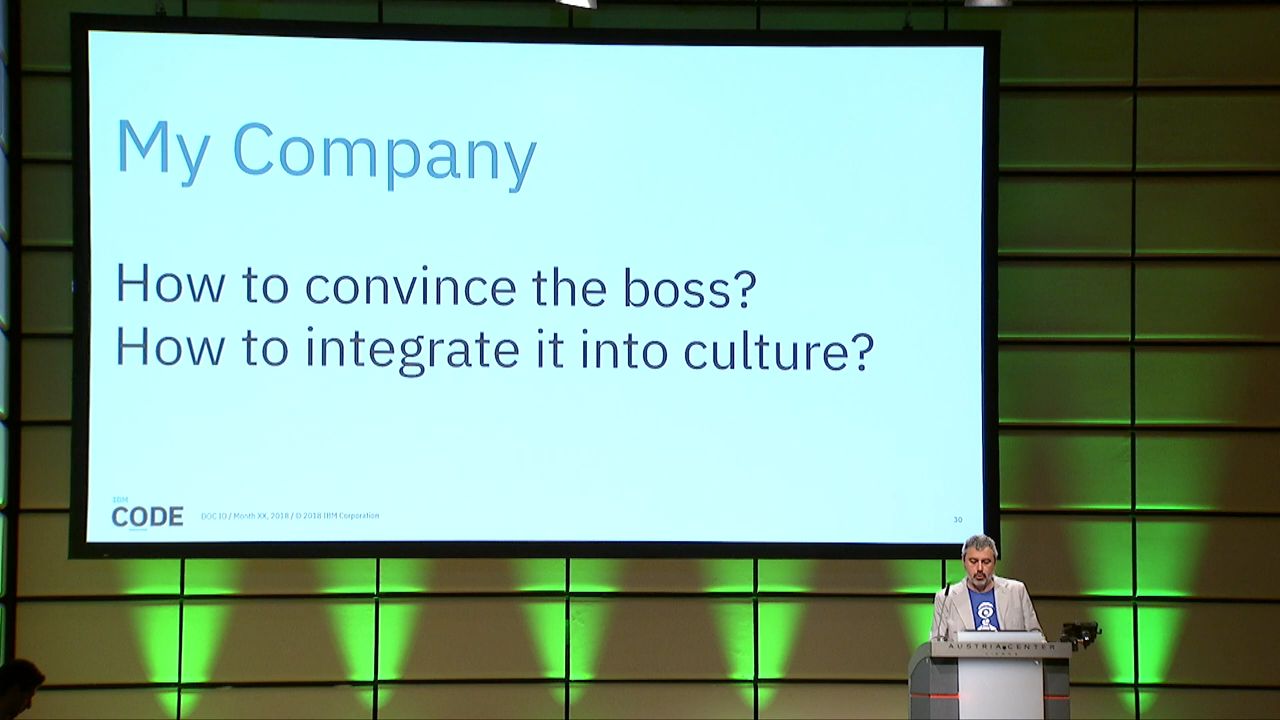 My Company
How to convince the boss?
How to integrate it into culture?
IBM
CODE
DOC ID / Month XX, 2018 / © 2018 IBM Corporation
30
AUSTRIA CENTER